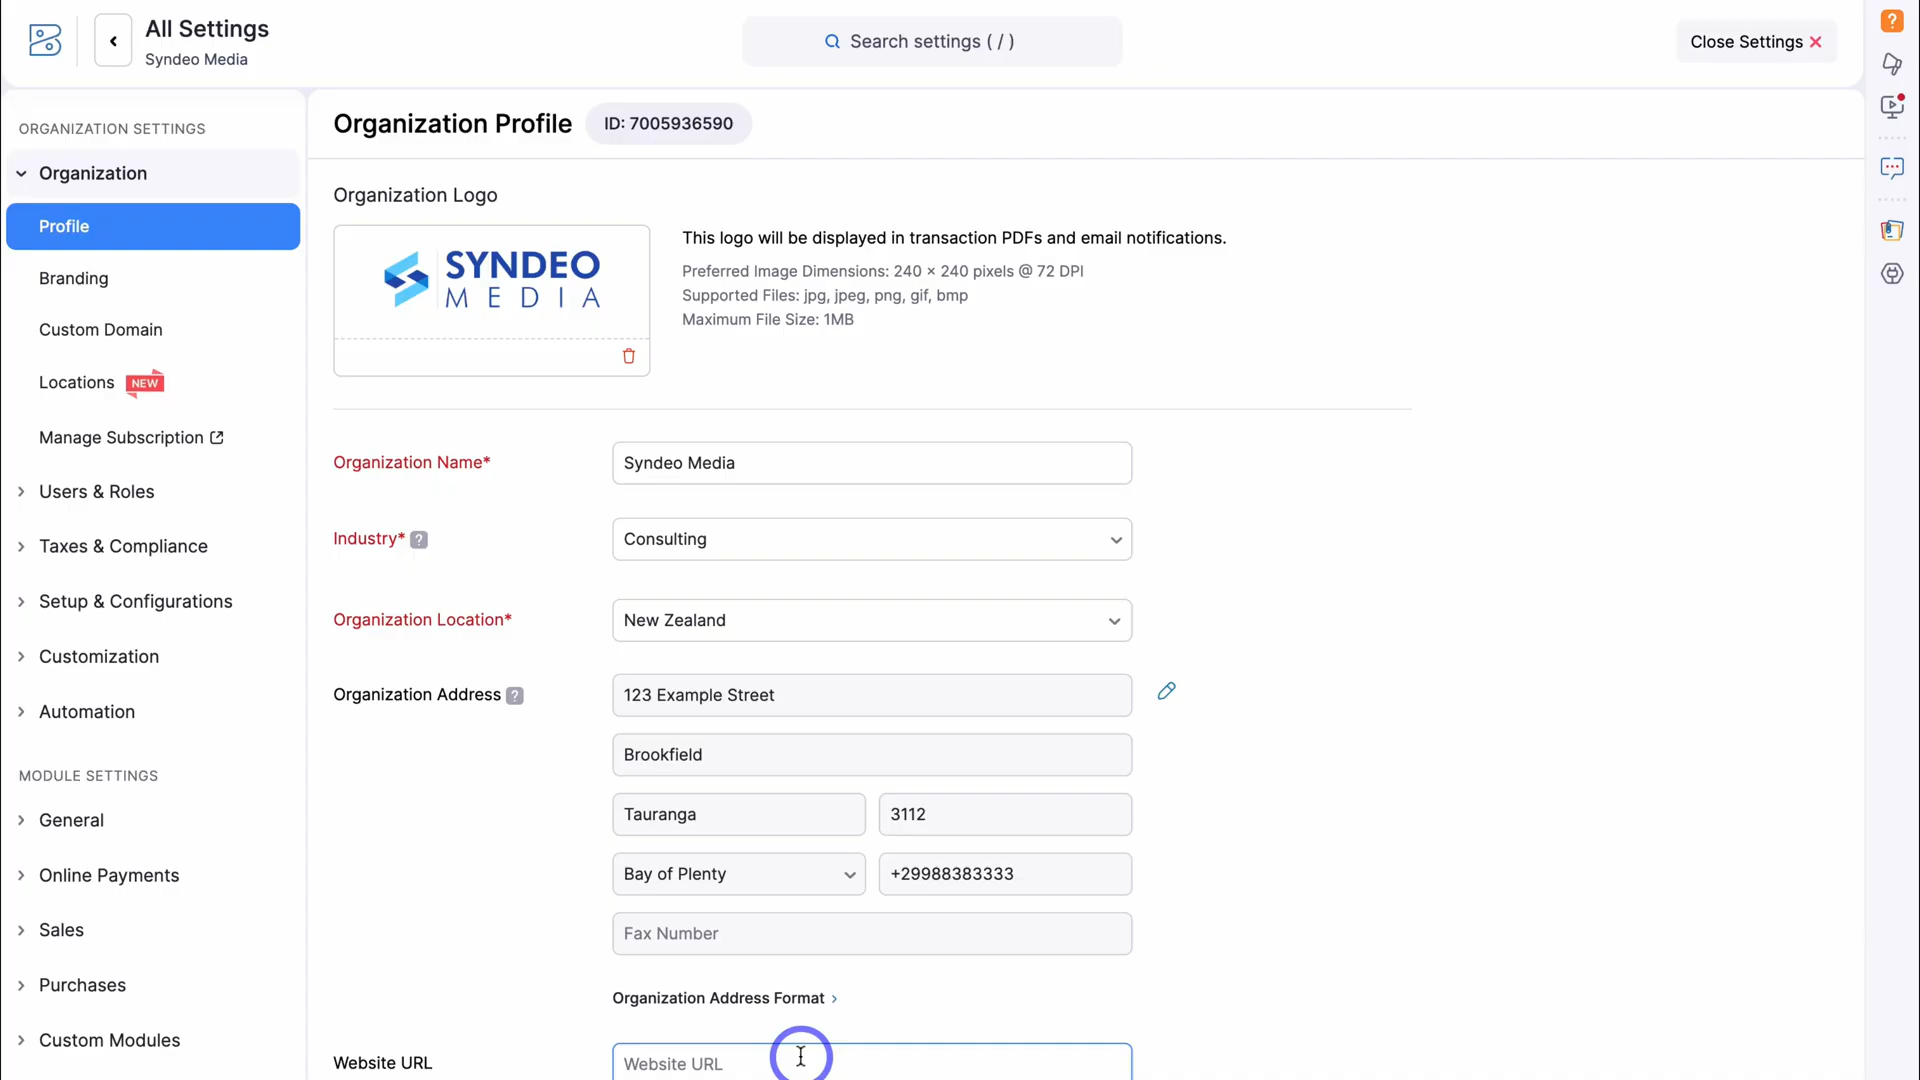 All Settings
Syndeo Media
Search settings ( / )
Close Settings
?
ORGANIZATION SETTINGS
Organization
Profile
Branding
Custom Domain
Locations NEW
Manage Subscription
Users & Roles
Taxes & Compliance
Setup & Configurations
Customization
Automation
MODULE SETTINGS
General
Online Payments
Sales
Purchases
Custom Modules
Organization Profile ID: 7005936590
Organization Logo
SYNDEO
MEDIA
This logo will be displayed in transaction PDFs and email notifications.
Preferred Image Dimensions: 240 × 240 pixels @ 72 DPI
Supported Files: jpg, jpeg, png, gif, bmp
Maximum File Size: 1MB
Organization Name* Syndeo Media
Industry* ? Consulting
Organization Location* New Zealand
Organization Address ? 123 Example Street
Brookfield
Tauranga 3112
Bay of Plenty +29988383333
Fax Number
Organization Address Format
Website URL Website URL